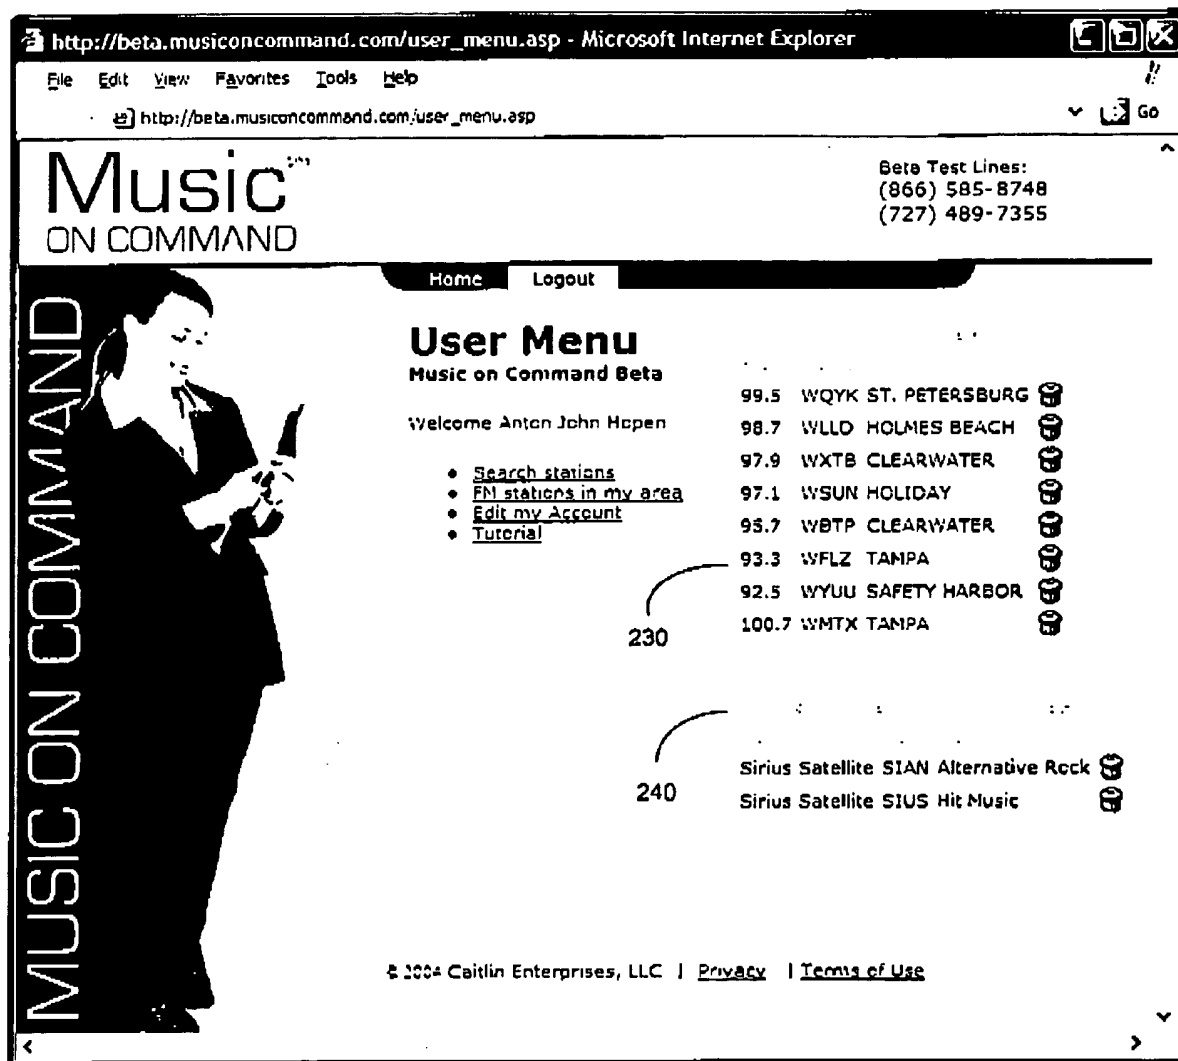 http://beta.musiconcommand.com/user_menu.asp - Microsoft Internet Explorer
File Edit View Favorites Tools Help
http://beta.musiconcommand.com/user_menu.asp Go
Music
ON COMMAND
Beta Test Lines:
(866) 585-8748
(727) 489-7355
MUSIC ON COMMAND
Home Logout
User Menu
Music on Command Beta
Welcome Anton John Hopen
Search stations
FM stations in my area
Edit my Account
Tutorial
99.5 WQYK ST. PETERSBURG
98.7 WLLD HOLMES BEACH
97.9 WXTB CLEARWATER
97.1 WSUN HOLIDAY
95.7 WBTP CLEARWATER
93.3 WFLZ TAMPA
92.5 WYUU SAFETY HARBOR
100.7 WMTX TAMPA
230
240
Sirius Satellite SIAN Alternative Rock
Sirius Satellite SIUS Hit Music
© 2004 Caitlin Enterprises, LLC | Privacy | Terms of Use